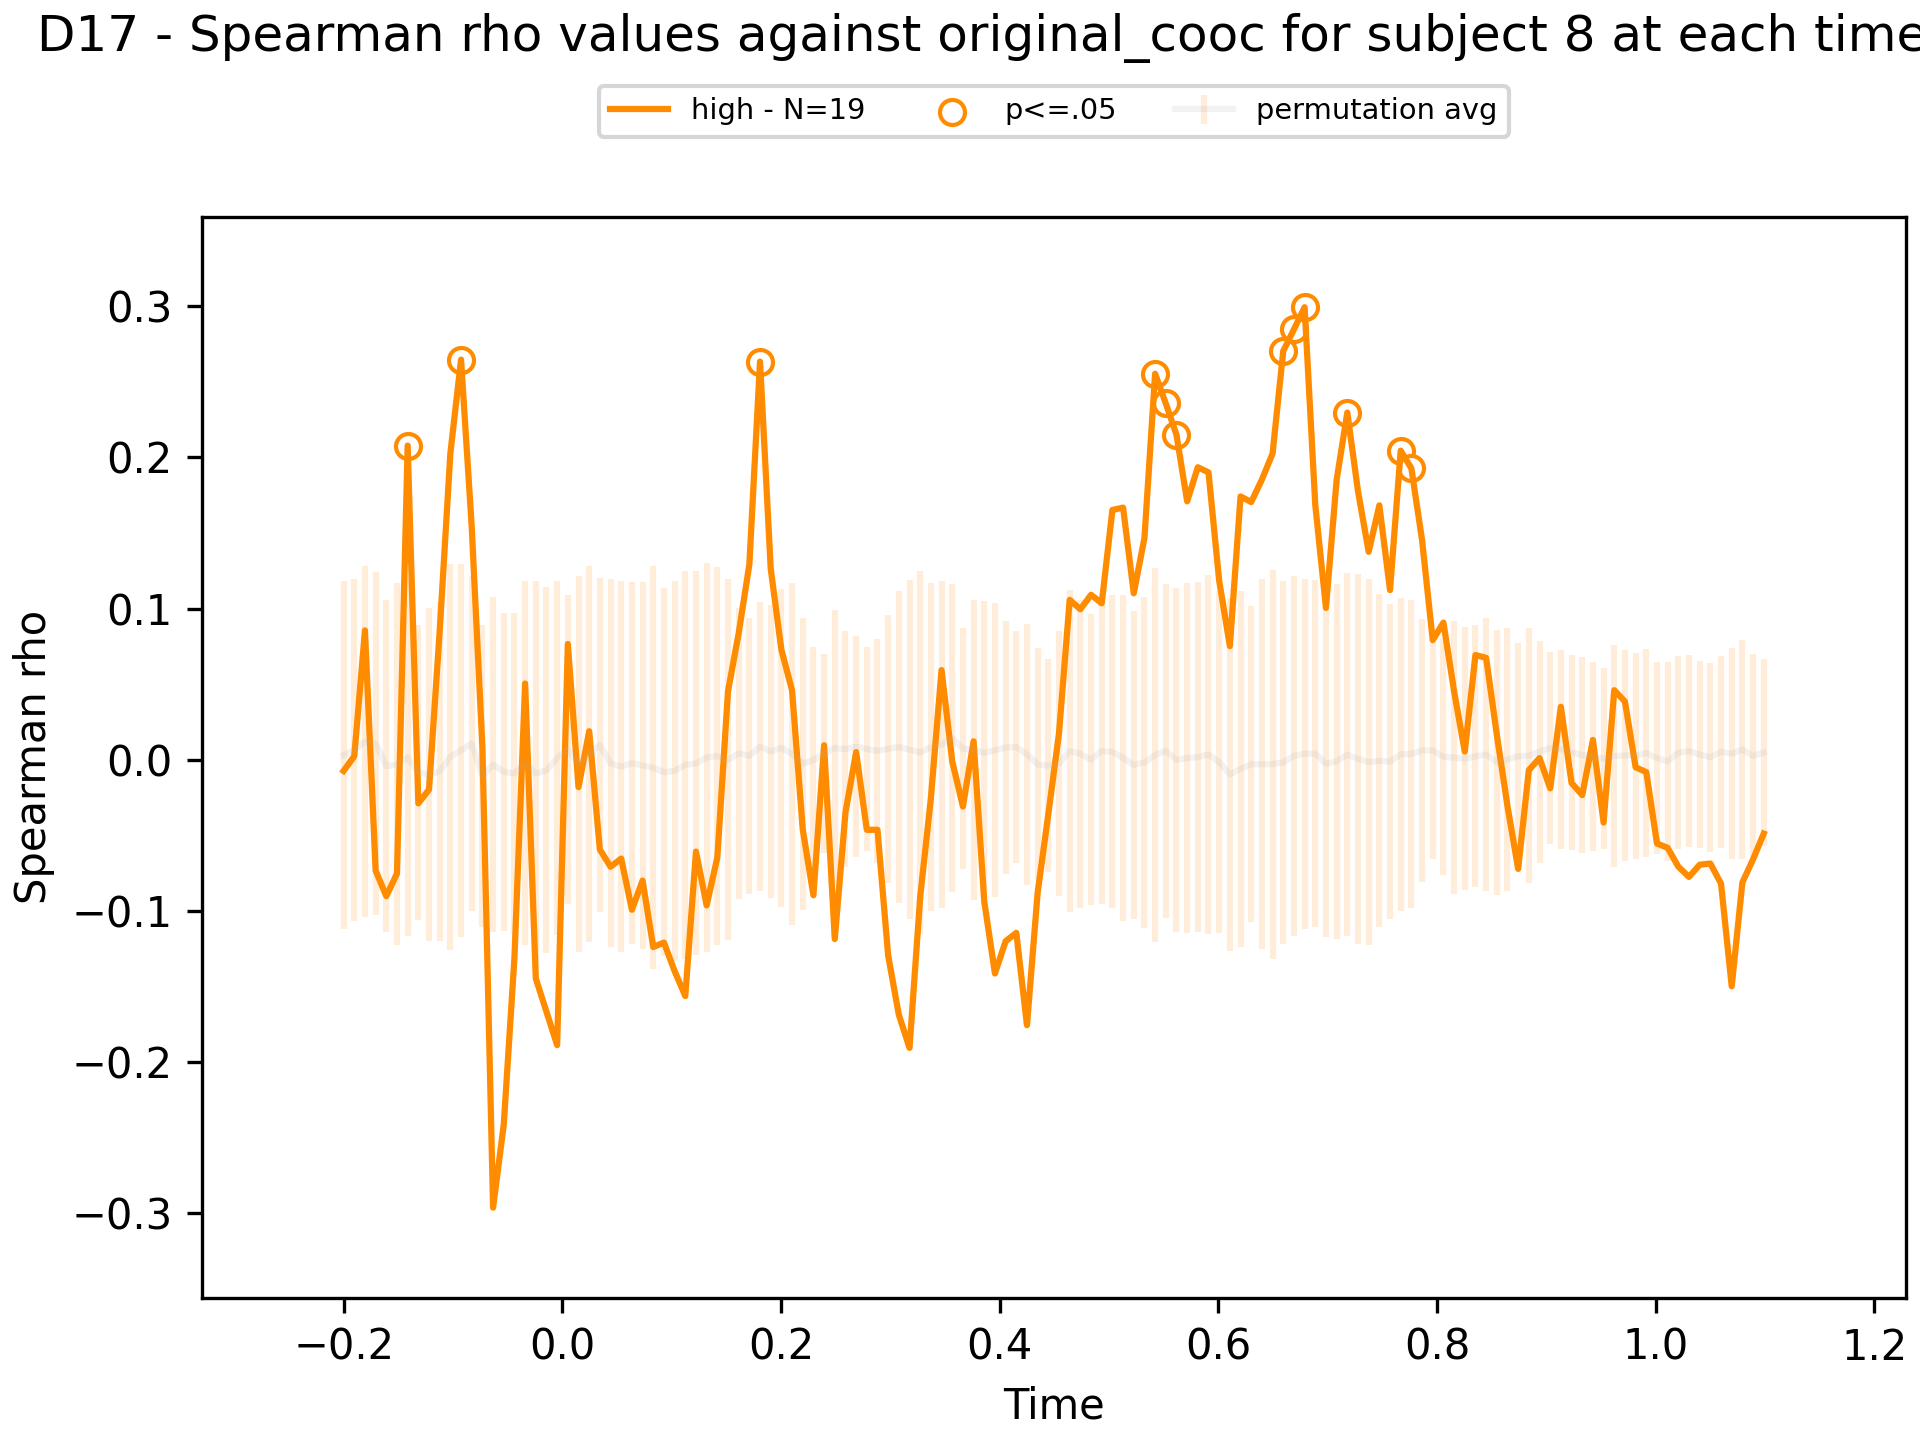 D17 - Spearman rho values against original_cooc for subject 8 at each time
high - N=19 p<=.05 permutation avg
Spearman rho
0.3
0.2
0.1
0.0
−0.1
−0.2
−0.3
−0.2 0.0 0.2 0.4 0.6 0.8 1.0 1.2
Time